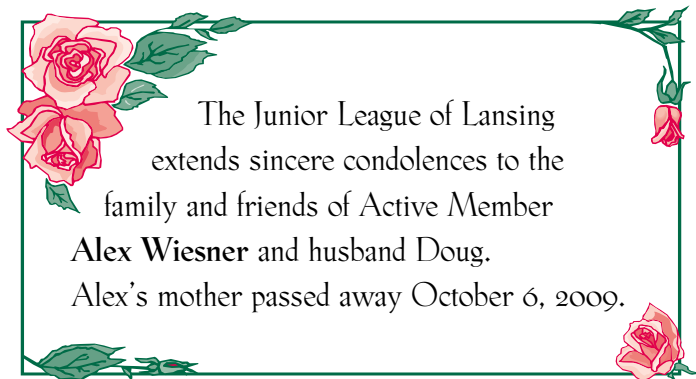 The Junior League of Lansing
extends sincere condolences to the
family and friends of Active Member
Alex Wiesner and husband Doug.
Alex’s mother passed away October 6, 2009.